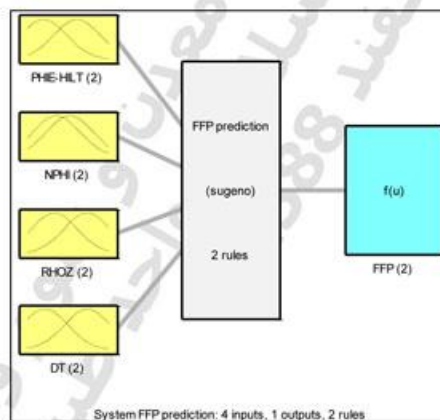 PHIE-HILT (2)
NPHI (2)
RHOZ (2)
DT (2)
FFP prediction
(sugeno)
2 rules
f(u)
FFP (2)
System FFP prediction: 4 inputs, 1 outputs, 2 rules